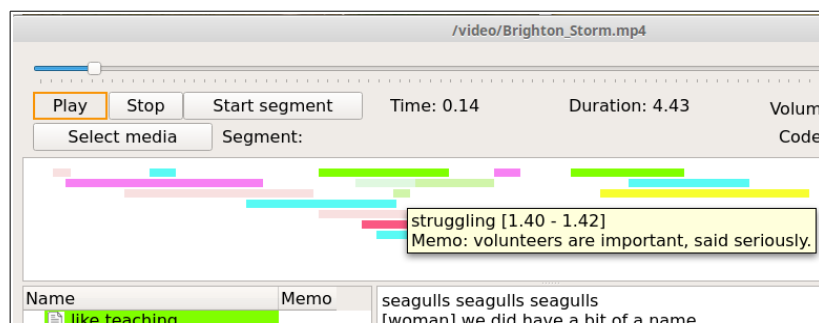 /video/Brighton_Storm.mp4
Play Stop Start segment Time: 0.14 Duration: 4.43 Volum
Select media Segment: Code
struggling [1.40 - 1.42]
Memo: volunteers are important, said seriously.
Name Memo seagulls seagulls seagulls
like teaching [woman] we did have a bit of a name